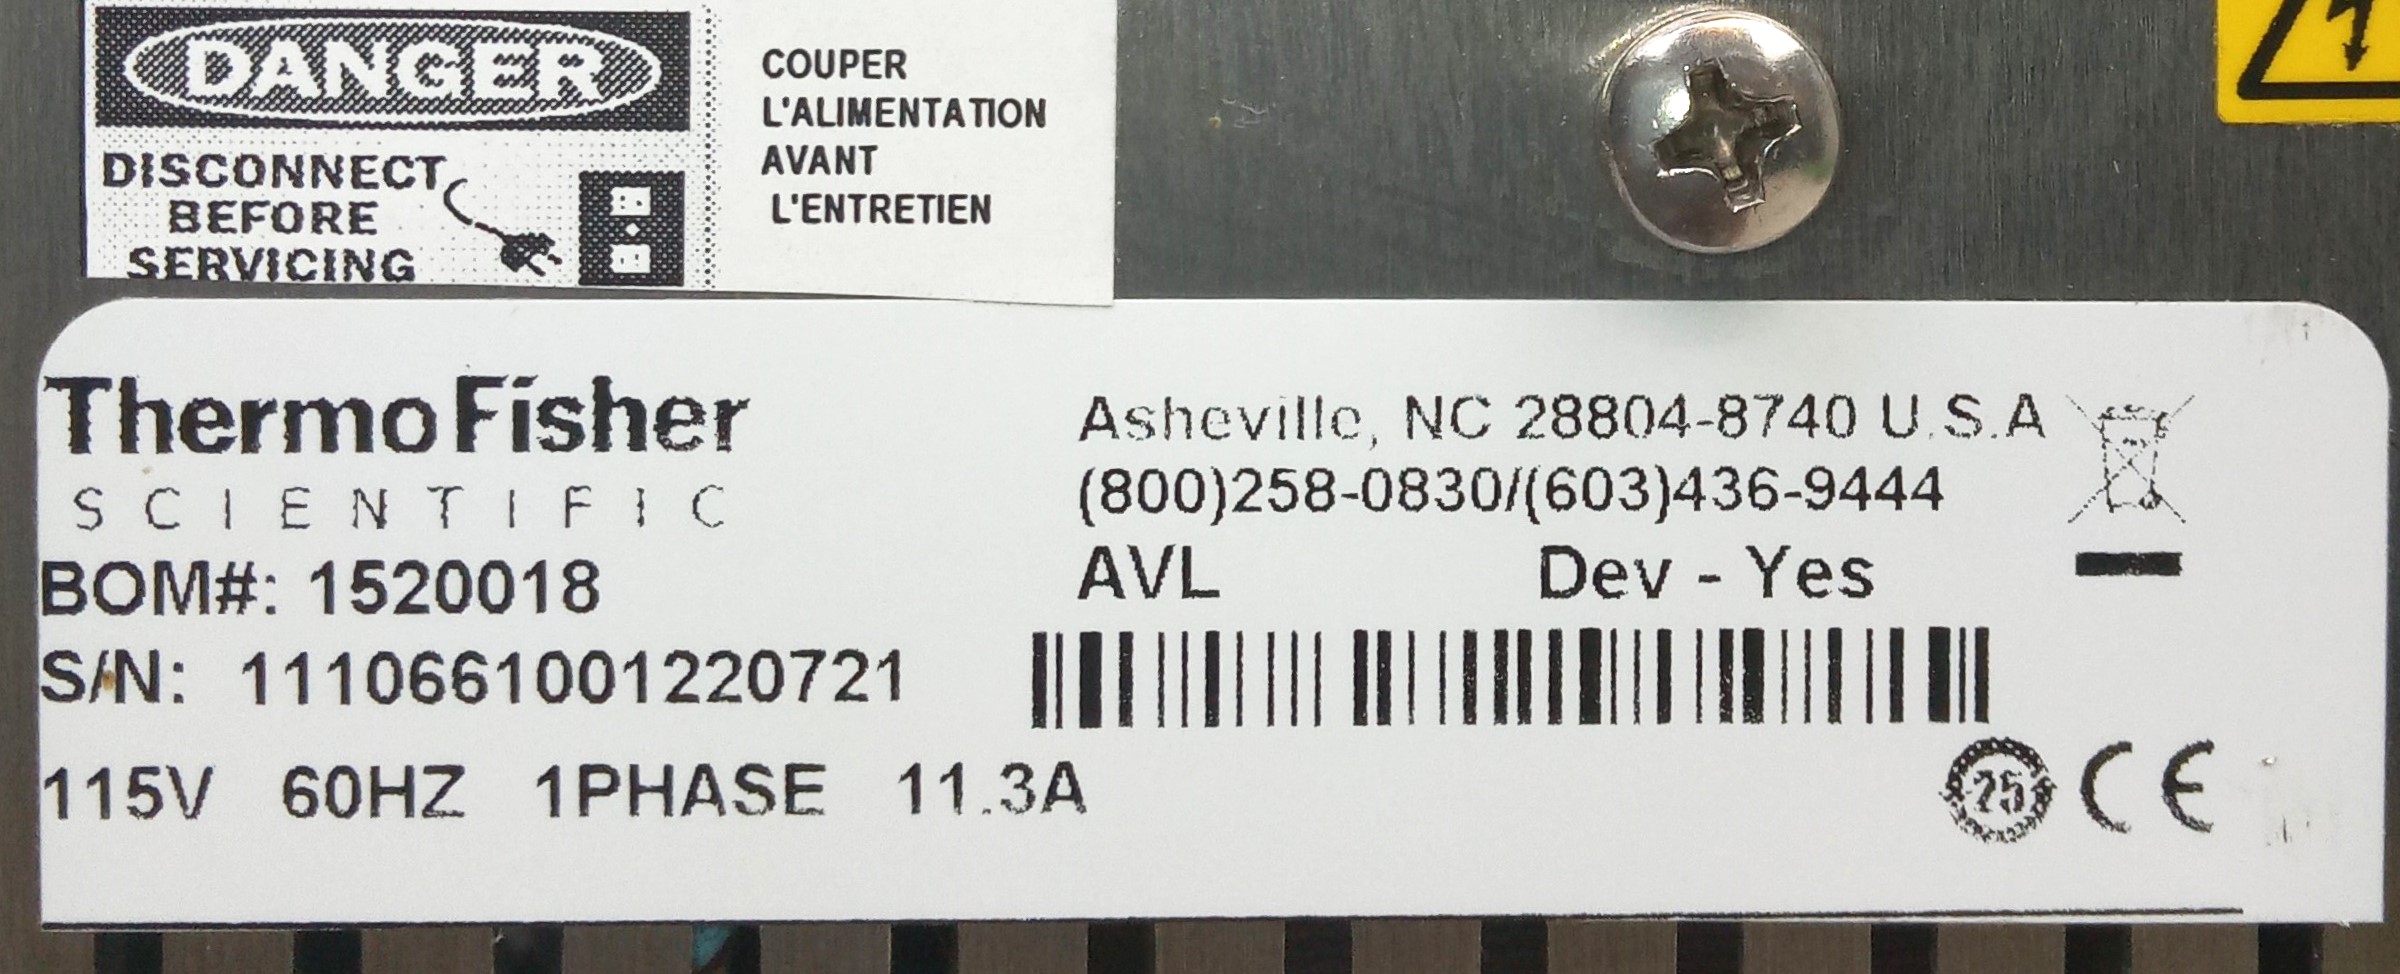 DANGER
DISCONNECT
BEFORE
SERVICING
COUPER
L'ALIMENTATION
AVANT
L'ENTRETIEN
ThermoFisher
SCIENTIFIC
BOM#: 1520018
S/N: 1110661001220721
115V 60HZ 1PHASE 11.3A
Asheville, NC 28804-8740 U.S.A
(800)258-0830/(603)436-9444
AVL Dev - Yes
25
CE